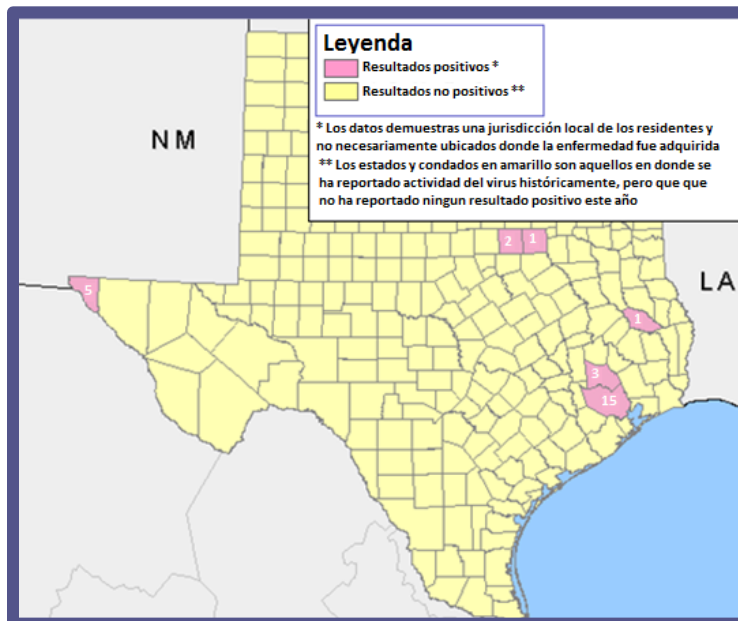 Leyenda
Resultados positivos *
Resultados no positivos **
* Los datos demuestras una jurisdicción local de los residentes y
no necesariamente ubicados donde la enfermedad fue adquirida
** Los estados y condados en amarillo son aquellos en donde se
ha reportado actividad del virus históricamente, pero que que
no ha reportado ningun resultado positivo este año
NM
2 1
5
LA
1
3
15